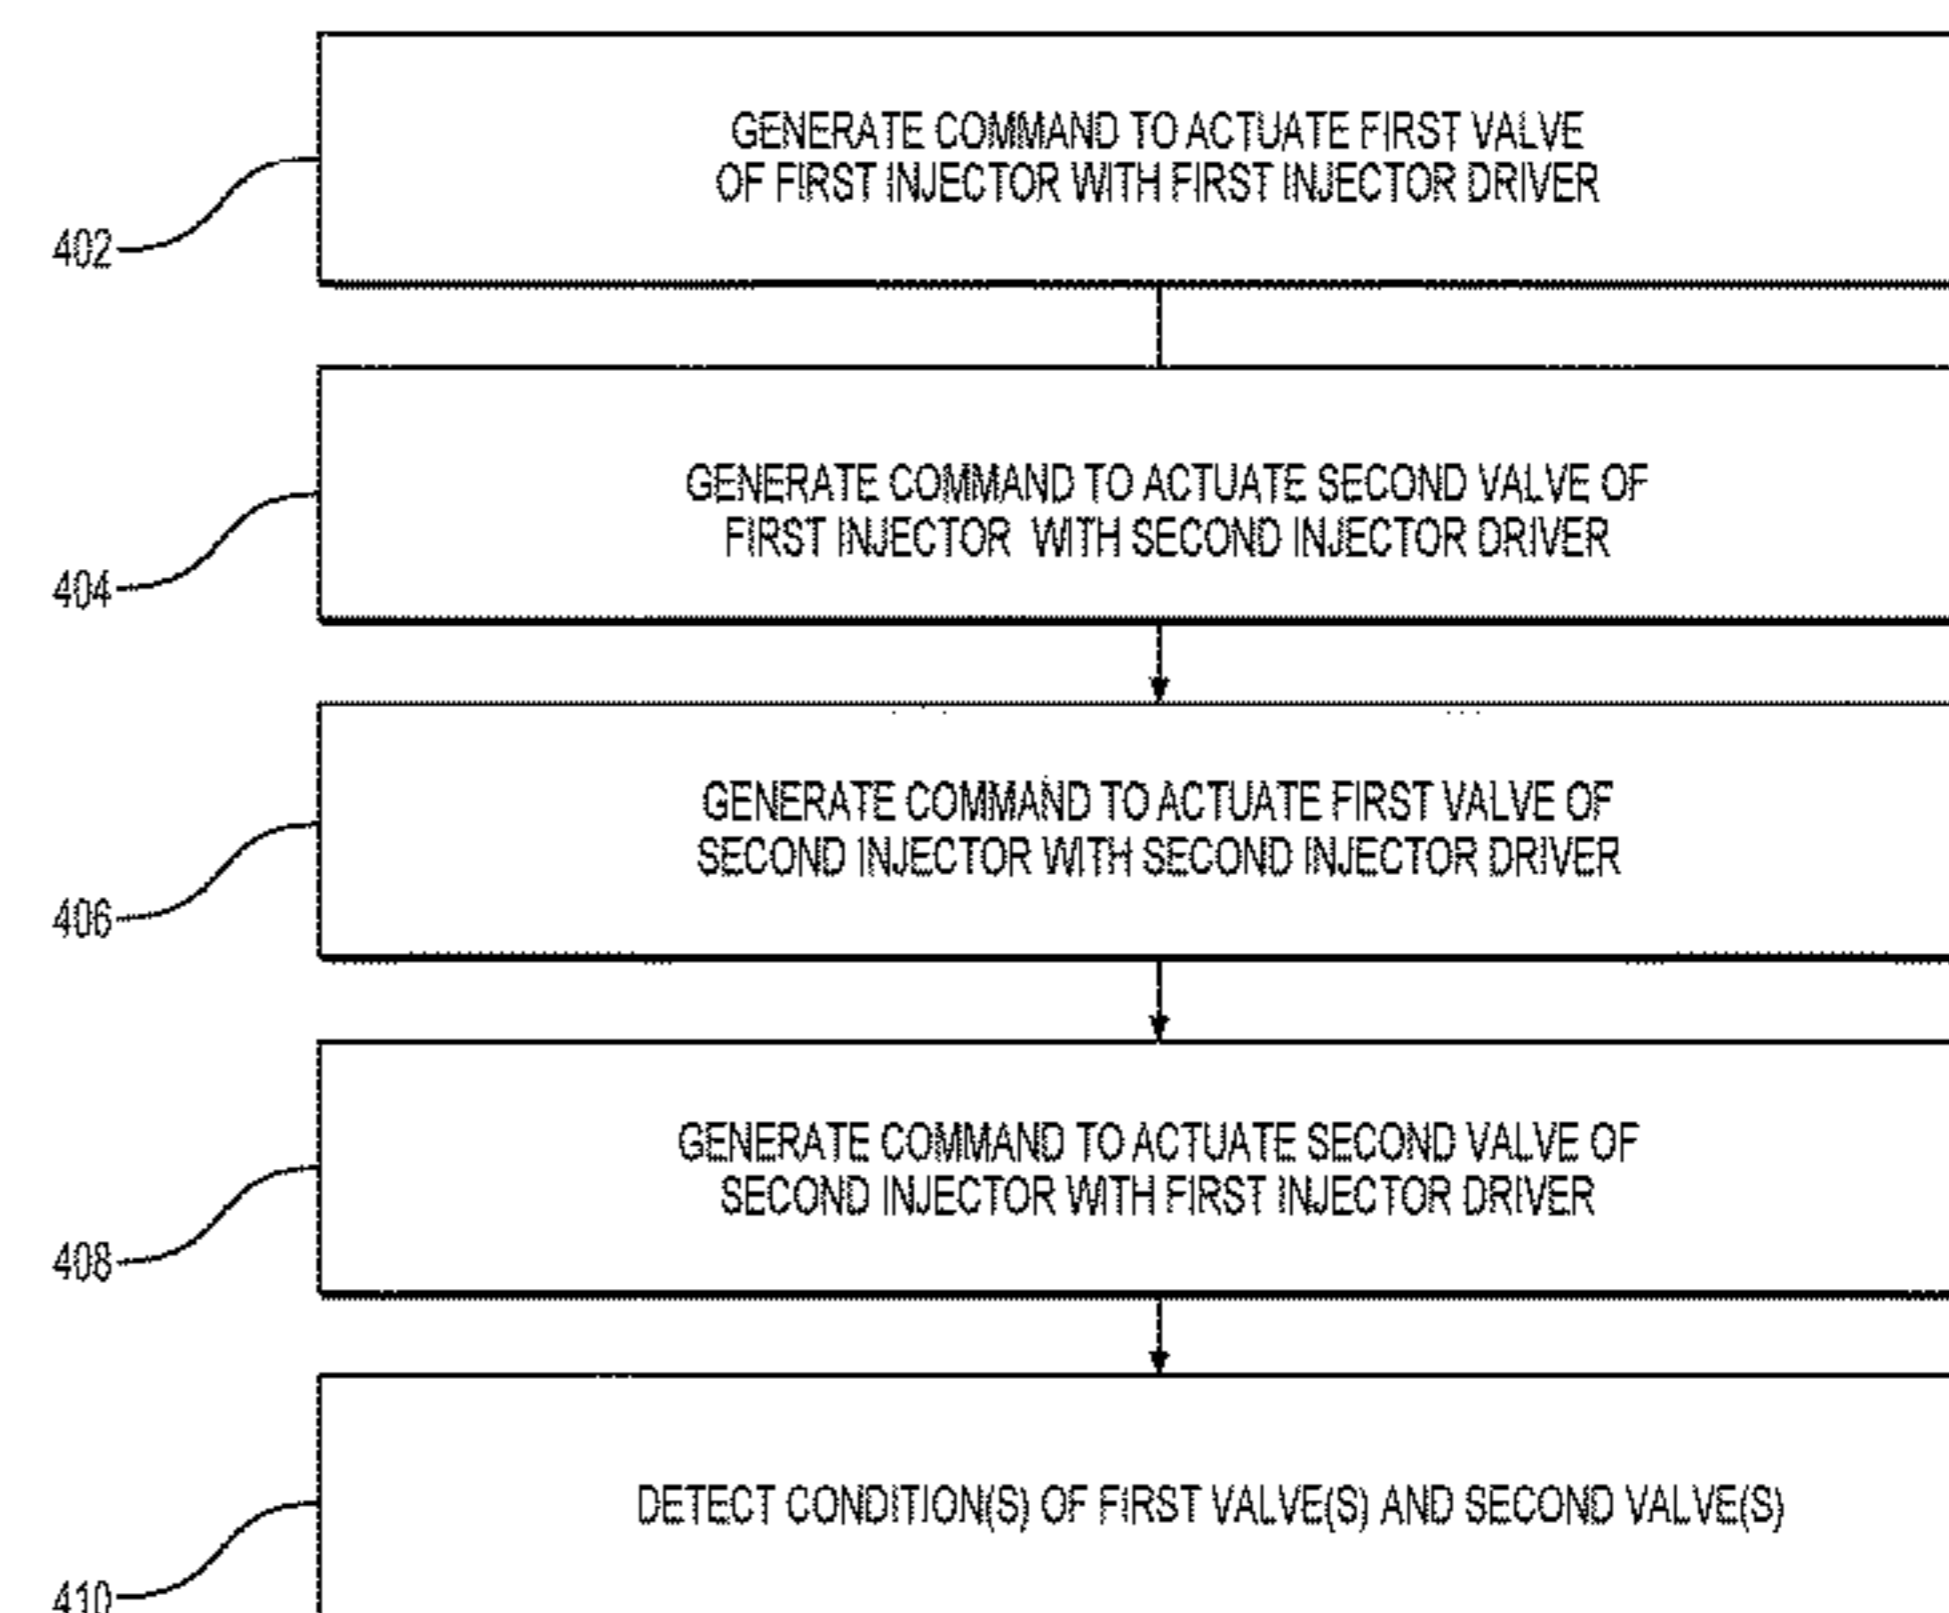 GENERATE COMMAND TO ACTUATE FIRST VALVE
OF FIRST INJECTOR WITH FIRST INJECTOR DRIVER
402
GENERATE COMMAND TO ACTUATE SECOND VALVE OF
FIRST INJECTOR WITH SECOND INJECTOR DRIVER
404
GENERATE COMMAND TO ACTUATE FIRST VALVE OF
SECOND INJECTOR WITH SECOND INJECTOR DRIVER
406
GENERATE COMMAND TO ACTUATE SECOND VALVE OF
SECOND INJECTOR WITH FIRST INJECTOR DRIVER
408
DETECT CONDITION(S) OF FIRST VALVE(S) AND SECOND VALVE(S)
410